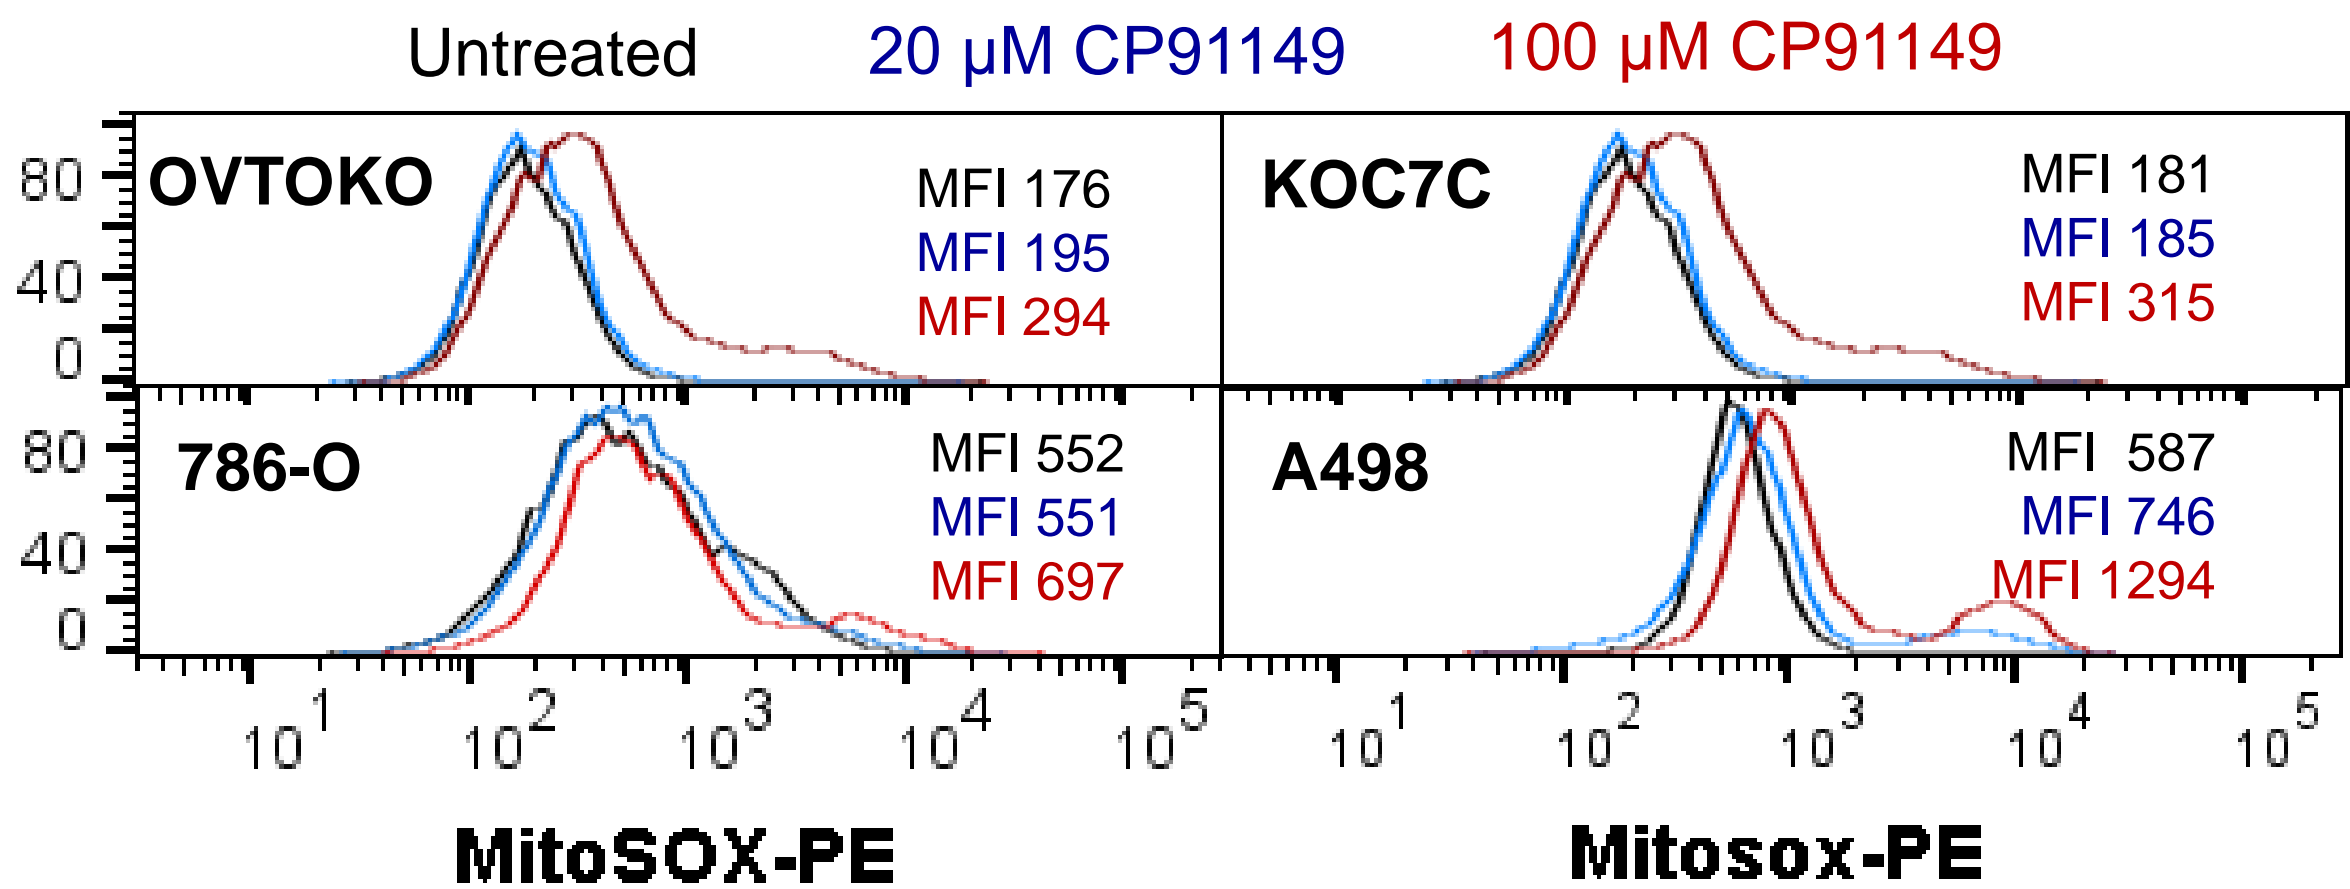 Untreated 20 µM CP91149 100 µM CP91149
OVTOKO
MFI 176
MFI 195
MFI 294
KOC7C
MFI 181
MFI 185
MFI 315
80
40
0
786-O
MFI 552
MFI 551
MFI 697
A498
MFI 587
MFI 746
MFI 1294
80
40
0
10^1 10^2 10^3 10^4 10^5
10^1 10^2 10^3 10^4 10^5
MitoSOX-PE
Mitosox-PE